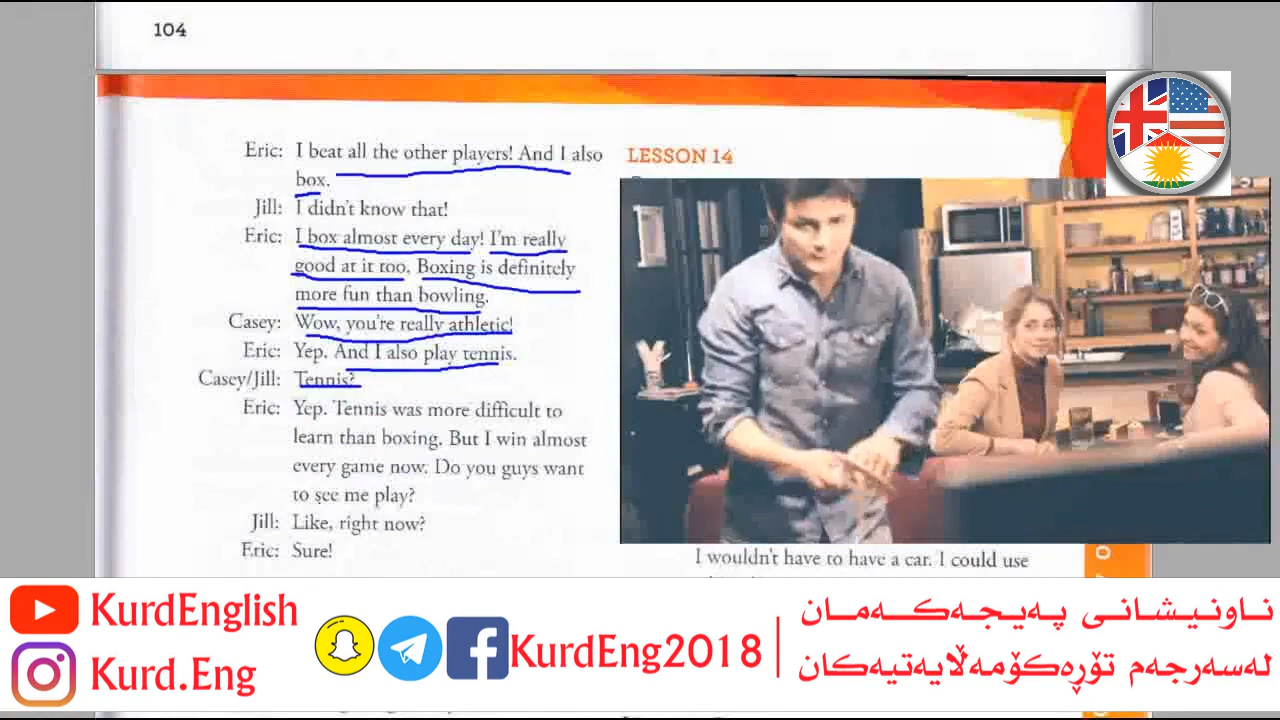 104
Eric: I beat all the other players! And I also
box.
Jill: I didn't know that!
Eric: I box almost every day! I'm really
good at it too. Boxing is definitely
more fun than bowling.
Casey: Wow, you're really athletic!
Eric: Yep. And I also play tennis.
Casey/Jill: Tennis?
Eric: Yep. Tennis was more difficult to
learn than boxing. But I win almost
every game now. Do you guys want
to see me play?
Jill: Like, right now?
Eric: Sure!
LESSON 14
I wouldn't have to have a car. I could use
KurdEnglish
Kurd.Eng
KurdEng2018
ناونیشانی پەیجەکەمان
لەسەرجەم تۆڕەکۆمەڵایەتیەکان